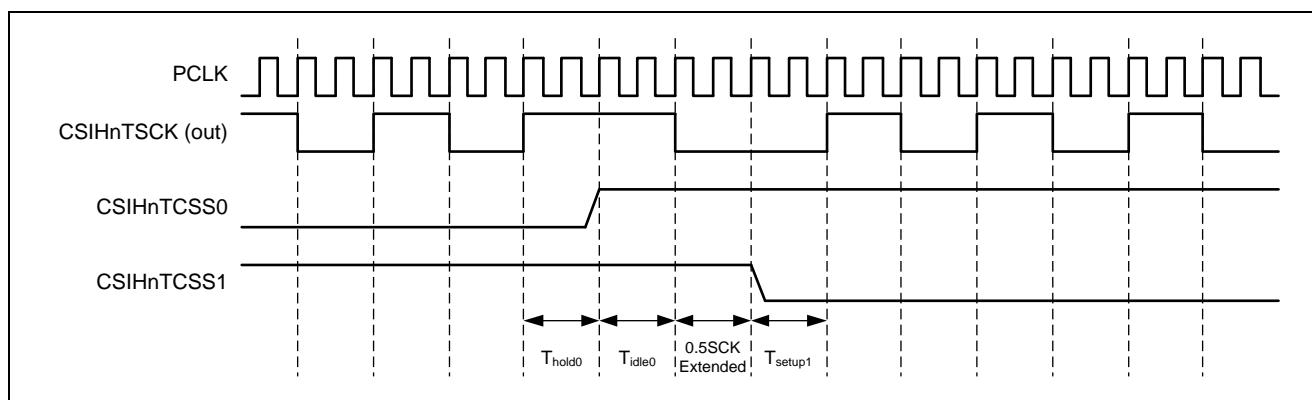 PCLK
CSIHnTSCK (out)
CSIHnTCSS0
CSIHnTCSS1
Thold0
Tidle0
0.5SCK
Extended
Tsetup1